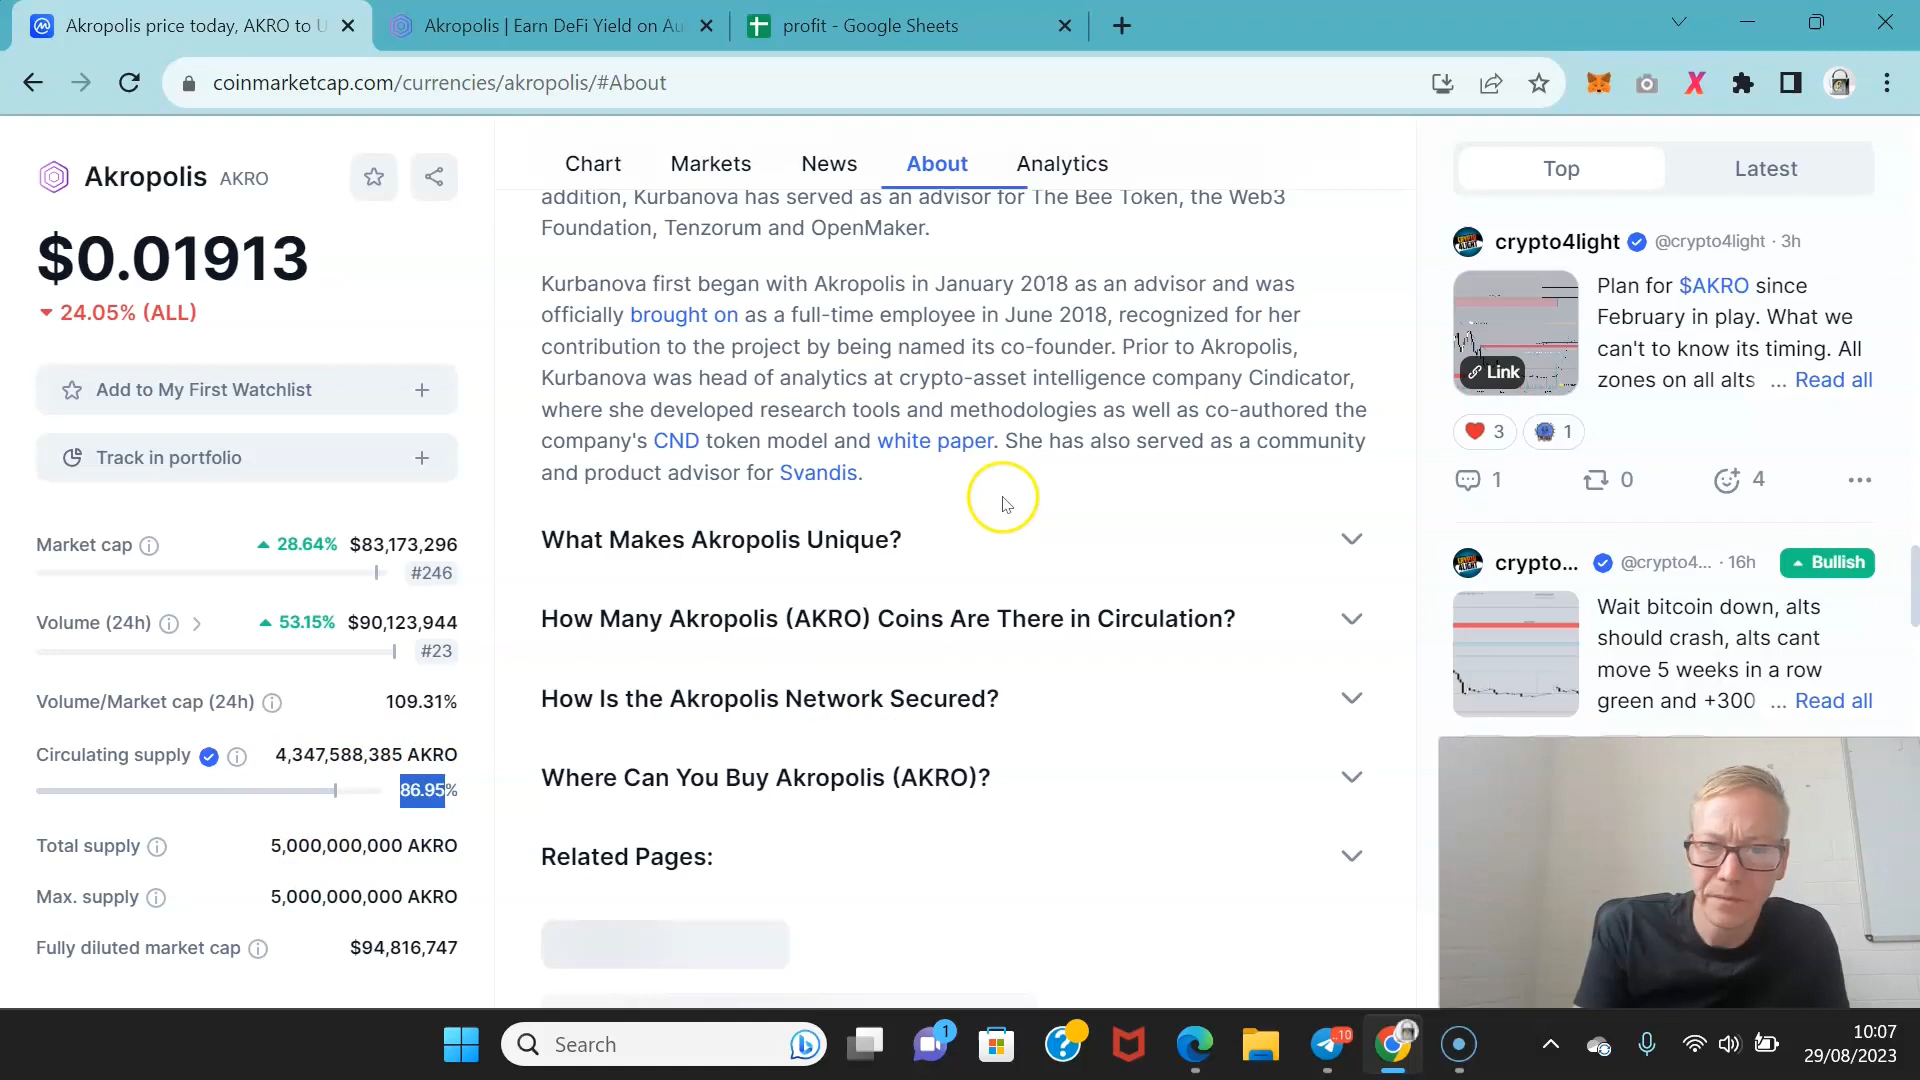 Akropolis price today, AKRO to U
Akropolis | Earn DeFi Yield on Au
profit - Google Sheets
coinmarketcap.com/currencies/akropolis/#About
Akropolis AKRO
$0.01913
24.05% (ALL)
Add to My First Watchlist
Track in portfolio
Market cap 28.64% $83,173,296
#246
Volume (24h) 53.15% $90,123,944
#23
Volume/Market cap (24h) 109.31%
Circulating supply 4,347,588,385 AKRO
86.95%
Total supply 5,000,000,000 AKRO
Max. supply 5,000,000,000 AKRO
Fully diluted market cap $94,816,747
Chart Markets News About Analytics
addition, Kurbanova has served as an advisor for The Bee Token, the Web3
Foundation, Tenzorum and OpenMaker.
Kurbanova first began with Akropolis in January 2018 as an advisor and was
officially brought on as a full-time employee in June 2018, recognized for her
contribution to the project by being named its co-founder. Prior to Akropolis,
Kurbanova was head of analytics at crypto-asset intelligence company Cindicator,
where she developed research tools and methodologies as well as co-authored the
company's CND token model and white paper. She has also served as a community
and product advisor for Svandis.
What Makes Akropolis Unique?
How Many Akropolis (AKRO) Coins Are There in Circulation?
How Is the Akropolis Network Secured?
Where Can You Buy Akropolis (AKRO)?
Related Pages:
Top Latest
crypto4light @crypto4light · 3h
Link
Plan for $AKRO since
February in play. What we
can't to know its timing. All
zones on all alts ... Read all
3 1
1 0 4
crypto... @crypto4... · 16h Bullish
Wait bitcoin down, alts
should crash, alts cant
move 5 weeks in a row
green and +300 ... Read all
Search
1
10
10:07
29/08/2023